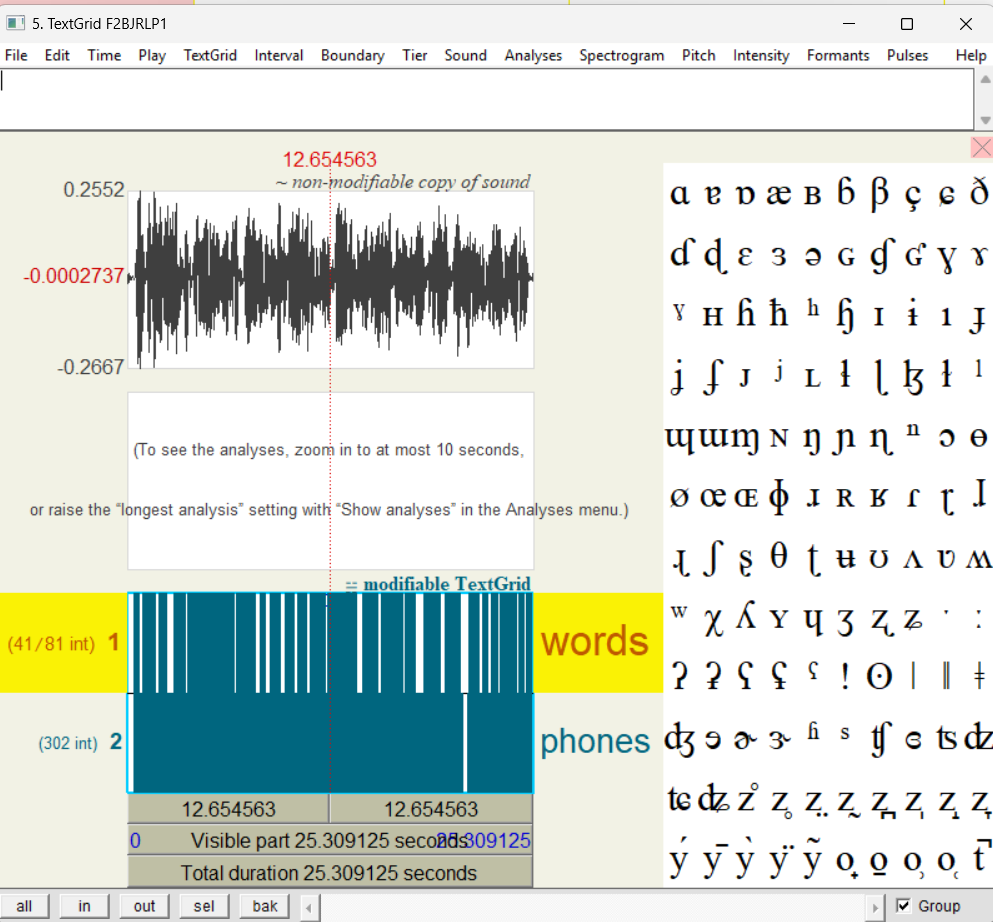 5. TextGrid F2BJRLP1
File Edit Time Play TextGrid Interval Boundary Tier Sound Analyses Spectrogram Pitch Intensity Formants Pulses Help
12.654563
~ non-modifiable copy of sound
0.2552
-0.0002737
-0.2667
(To see the analyses, zoom in to at most 10 seconds,
or raise the “longest analysis” setting with “Show analyses” in the Analyses menu.)
= modifiable TextGrid
(41/81 int) 1 words
(302 int) 2 phones
12.654563 12.654563
0 Visible part 25.309125 seconds 25.309125
Total duration 25.309125 seconds
ɑ ɐ ɒ æ ʙ ɓ β ç ɕ ð
ɗ ɖ ɛ ɜ ə ɢ ɠ ʛ ɣ ɤ
ˠ ʜ ɦ ħ ʰ ɧ ɪ ɨ ı ɟ
ʝ ʄ ᴊ ʲ ʟ ɫ ɭ ɮ ɬ ˡ
ɰ ɯ ɱ ɴ ŋ ɲ ɳ ⁿ ɔ ɵ
ø œ ɶ ɸ ɹ ʀ ʁ ɾ ɽ ɺ
ɻ ʃ ʂ θ ʈ ʉ ʊ ʌ ʋ ʍ
ʷ χ ʎ ʏ ɥ ʒ ʐ ʑ ˑ ː
ʔ ʡ ʕ ʢ ˤ ! ʘ ǀ ǁ ǂ
ʤ ɘ ɚ ɝ ʱ ˢ ʧ ɞ ʦ ʣ
ʨ ʥ
all in out sel bak Group